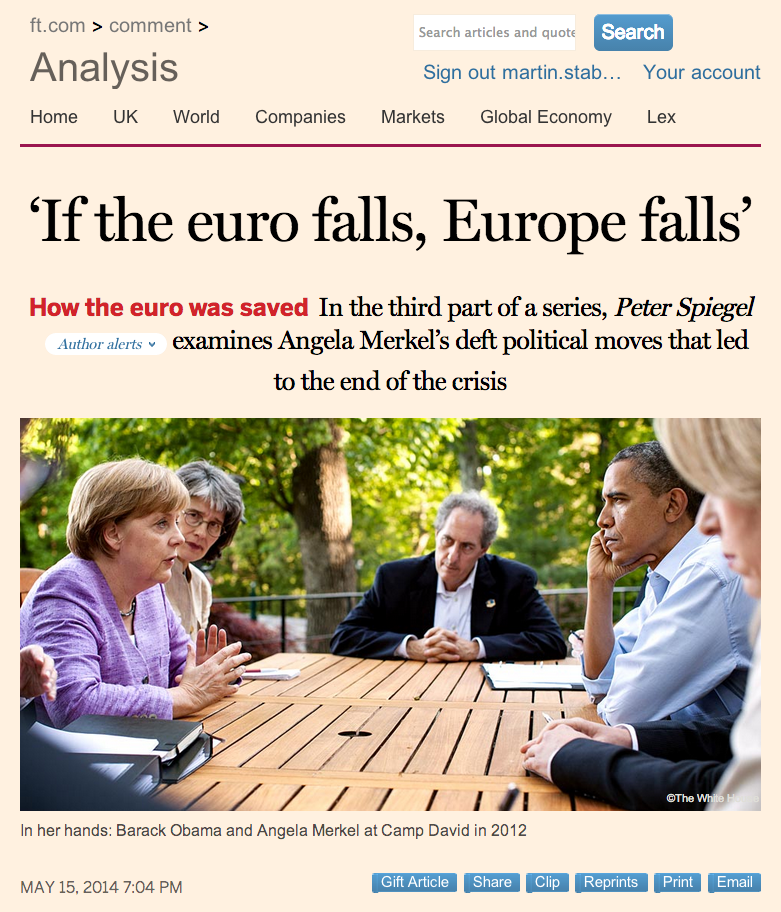 ft.com > comment >
Search articles and quote
Search
Analysis
Sign out martin.stab… Your account
Home UK World Companies Markets Global Economy Lex
‘If the euro falls, Europe falls’
How the euro was saved In the third part of a series, Peter Spiegel
Author alerts examines Angela Merkel’s deft political moves that led
to the end of the crisis
©The White H
In her hands: Barack Obama and Angela Merkel at Camp David in 2012
MAY 15, 2014 7:04 PM
Gift Article Share Clip Reprints Print Email